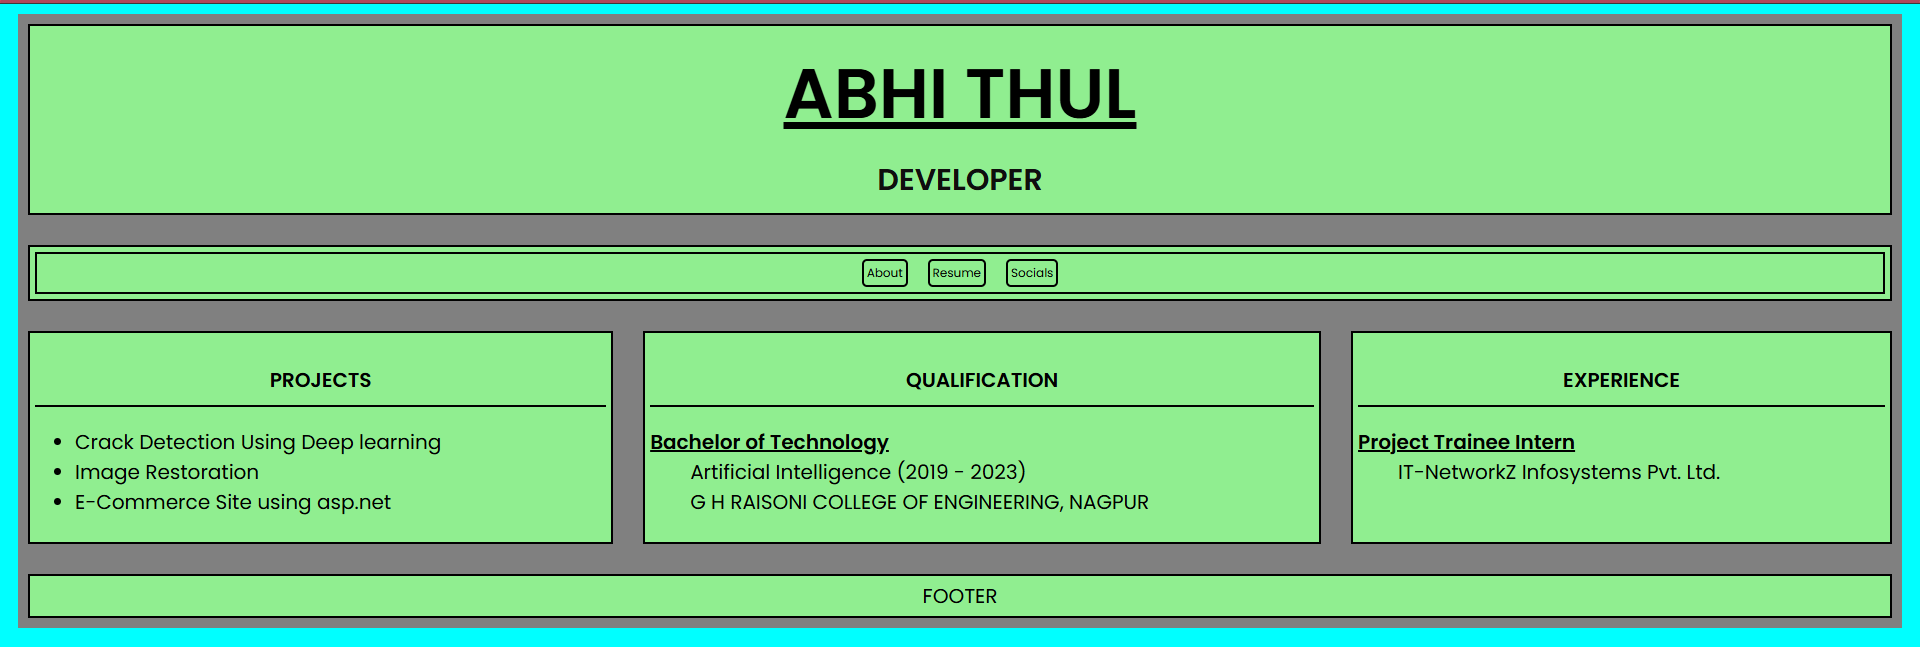 ABHI THUL
DEVELOPER
About Resume Socials
PROJECTS
Crack Detection Using Deep learning
Image Restoration
E-Commerce Site using asp.net
QUALIFICATION
Bachelor of Technology
Artificial Intelligence (2019 - 2023)
G H RAISONI COLLEGE OF ENGINEERING, NAGPUR
EXPERIENCE
Project Trainee Intern
IT-NetworkZ Infosystems Pvt. Ltd.
FOOTER